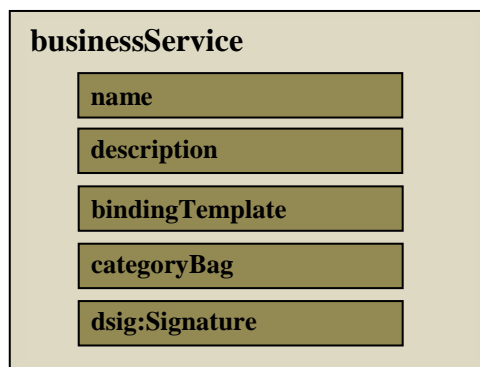 businessService
name
description
bindingTemplate
categoryBag
dsig:Signature